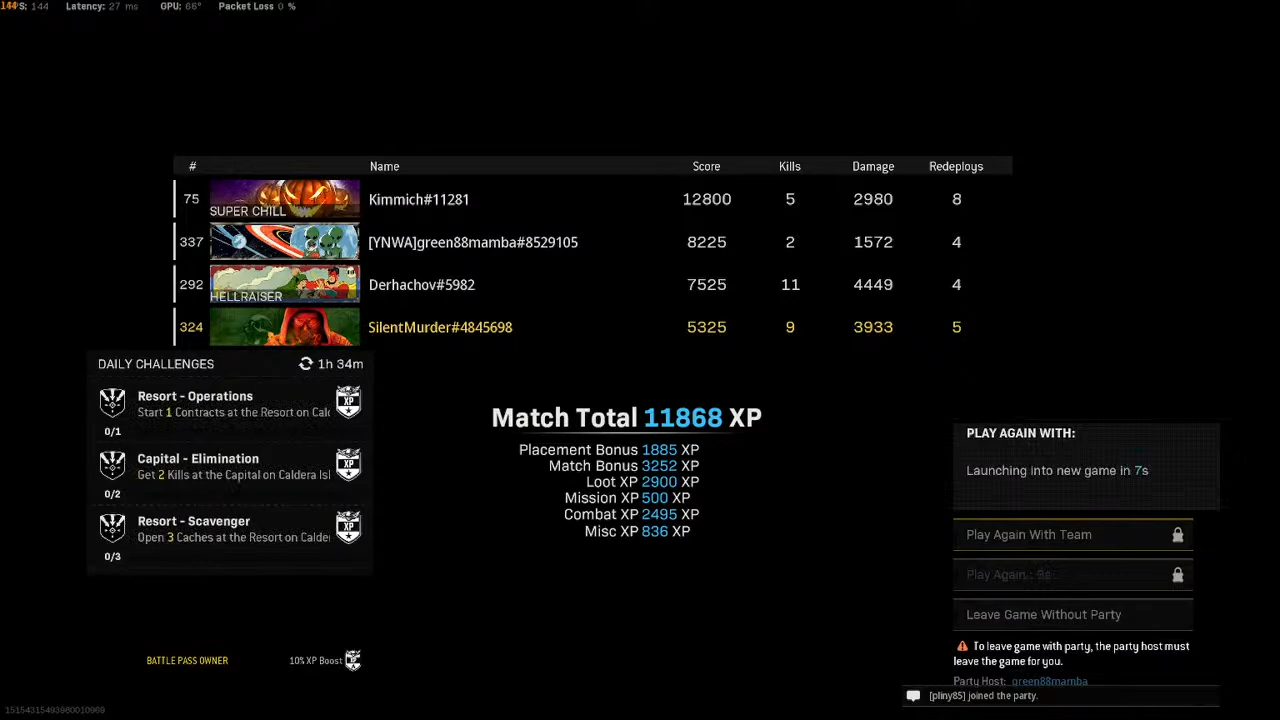 144 FPS: 144 Latency: 27 ms GPU: 66° Packet Loss 0 %
# Name Score Kills Damage Redeploys
75 SUPER CHILL Kimmich#11281 12800 5 2980 8
337 [YNWA]green88mamba#8529105 8225 2 1572 4
292 HELLRAISER Derhachov#5982 7525 11 4449 4
324 SilentMurder#4845698 5325 9 3933 5
DAILY CHALLENGES 1h 34m
Resort - Operations
Start 1 Contracts at the Resort on Cald
XP
0/1
Capital - Elimination
Get 2 Kills at the Capital on Caldera Isl
XP
0/2
Resort - Scavenger
Open 3 Caches at the Resort on Calde
XP
0/3
Match Total 11868 XP
Placement Bonus 1885 XP
Match Bonus 3252 XP
Loot XP 2900 XP
Mission XP 500 XP
Combat XP 2495 XP
Misc XP 836 XP
PLAY AGAIN WITH:
Launching into new game in 7s
Play Again With Team
Play Again
Leave Game Without Party
To leave game with party, the party host must
leave the game for you.
Party Host: green88mamba
[pliny85] joined the party.
BATTLE PASS OWNER 10% XP Boost